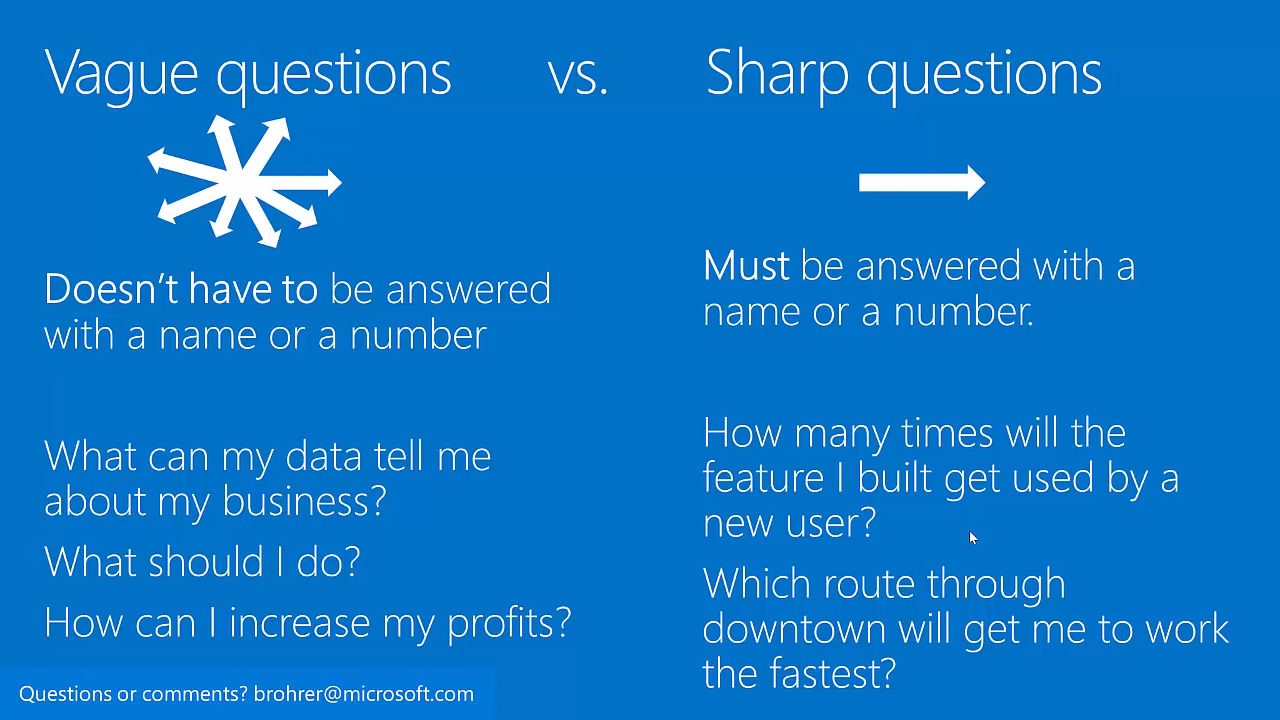 Vague questions vs. Sharp questions
Doesn't have to be answered
with a name or a number
What can my data tell me
about my business?
What should I do?
How can I increase my profits?
Must be answered with a
name or a number.
How many times will the
feature I built get used by a
new user?
Which route through
downtown will get me to work
the fastest?
Questions or comments? brohrer@microsoft.com